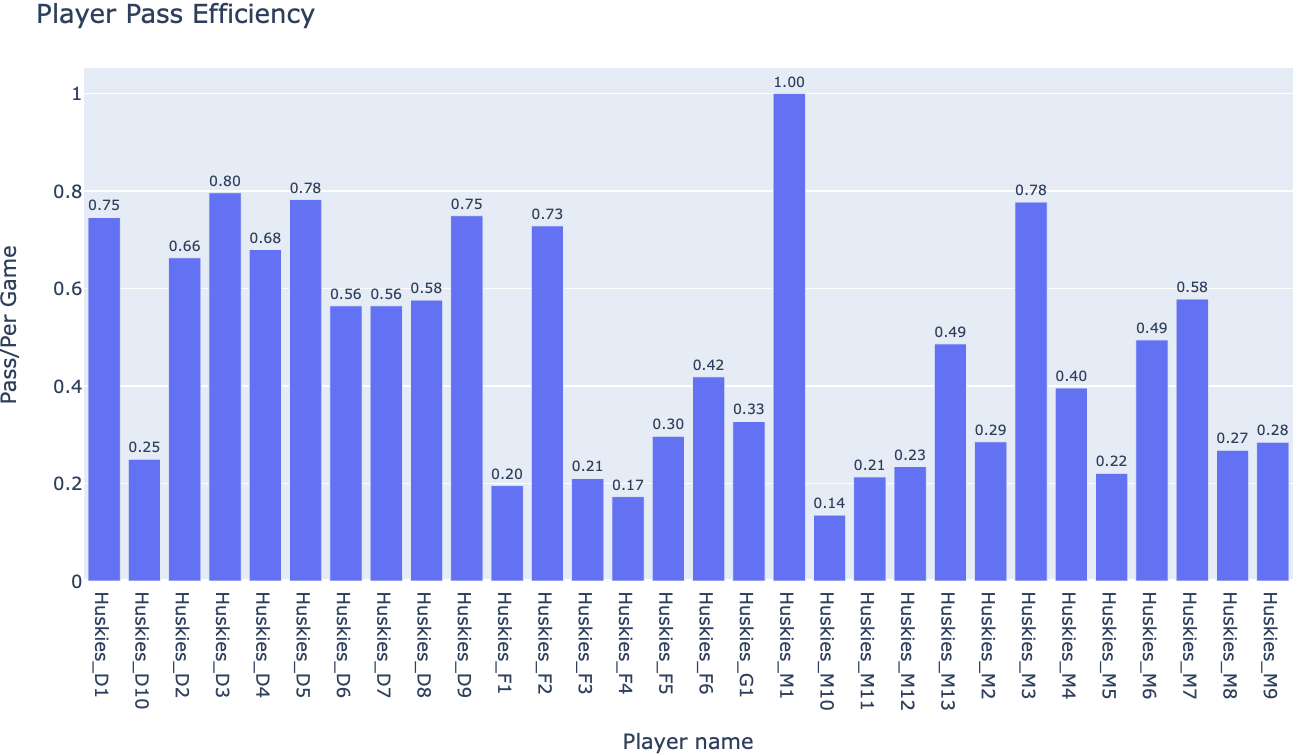 Player Pass Efficiency
Pass/Per Game
1
0.8
0.6
0.4
0.2
0
0.75
0.25
0.66
0.80
0.68
0.78
0.56
0.56
0.58
0.75
0.20
0.73
0.21
0.17
0.30
0.42
0.33
1.00
0.14
0.21
0.23
0.49
0.29
0.78
0.40
0.22
0.49
0.58
0.27
0.28
Huskies_D1
Huskies_D10
Huskies_D2
Huskies_D3
Huskies_D4
Huskies_D5
Huskies_D6
Huskies_D7
Huskies_D8
Huskies_D9
Huskies_F1
Huskies_F2
Huskies_F3
Huskies_F4
Huskies_F5
Huskies_F6
Huskies_G1
Huskies_M1
Huskies_M10
Huskies_M11
Huskies_M12
Huskies_M13
Huskies_M2
Huskies_M3
Huskies_M4
Huskies_M5
Huskies_M6
Huskies_M7
Huskies_M8
Huskies_M9
Player name